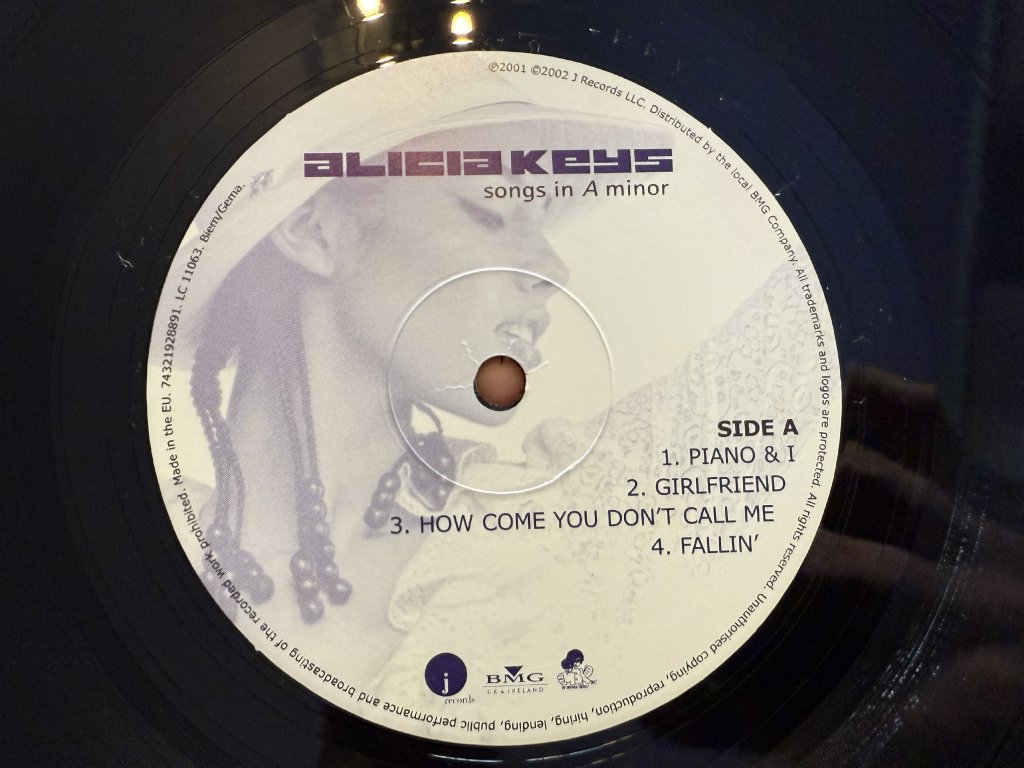 ALICIA KEYS
songs in A minor
SIDE A
1. PIANO & I
2. GIRLFRIEND
3. HOW COME YOU DON'T CALL ME
4. FALLIN'
j
records
BMG
UK & IRELAND
℗2001 ©2002 J Records LLC. Distributed by the local BMG Company. All trademarks and logos are protected. All rights reserved. Unauthorised copying, reproduction, hiring, lending, public performance and broadcasting of the recorded work prohibited. Made in the EU. 74321928891. LC 11063. Biem/Gema.